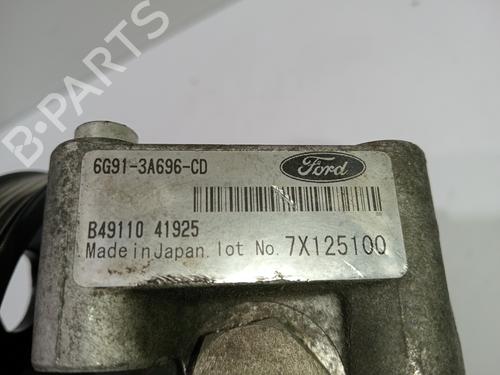 B-PARTS
6G91-3A696-CD
Ford
B49110 41925
Made in Japan. lot No. 7X125100